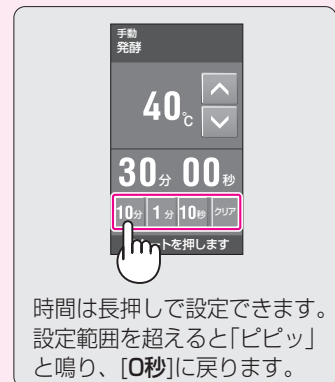 手動
発酵
40℃
30分 00秒
10分 1分 10秒 クリア
ートを押します
時間は長押しで設定できます。
設定範囲を超えると「ピピッ」
と鳴り、[0秒]に戻ります。